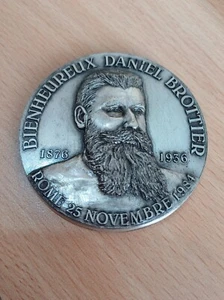 BIENHEUREUX DANIEL BROTTIER
1876 1936
ROME 25 NOVEMBRE 1984